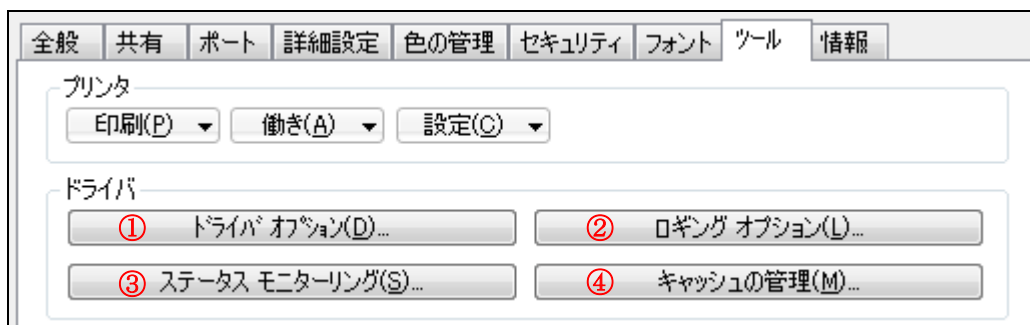 全般 共有 ポート 詳細設定 色の管理 セキュリティ フォント ツール 情報
プリンタ
印刷(P) 働き(A) 設定(C)
ドライバ
① ドライバ オプション(D)... ② ロギング オプション(L)...
③ ステータス モニターリング(S)... ④ キャッシュの管理(M)...